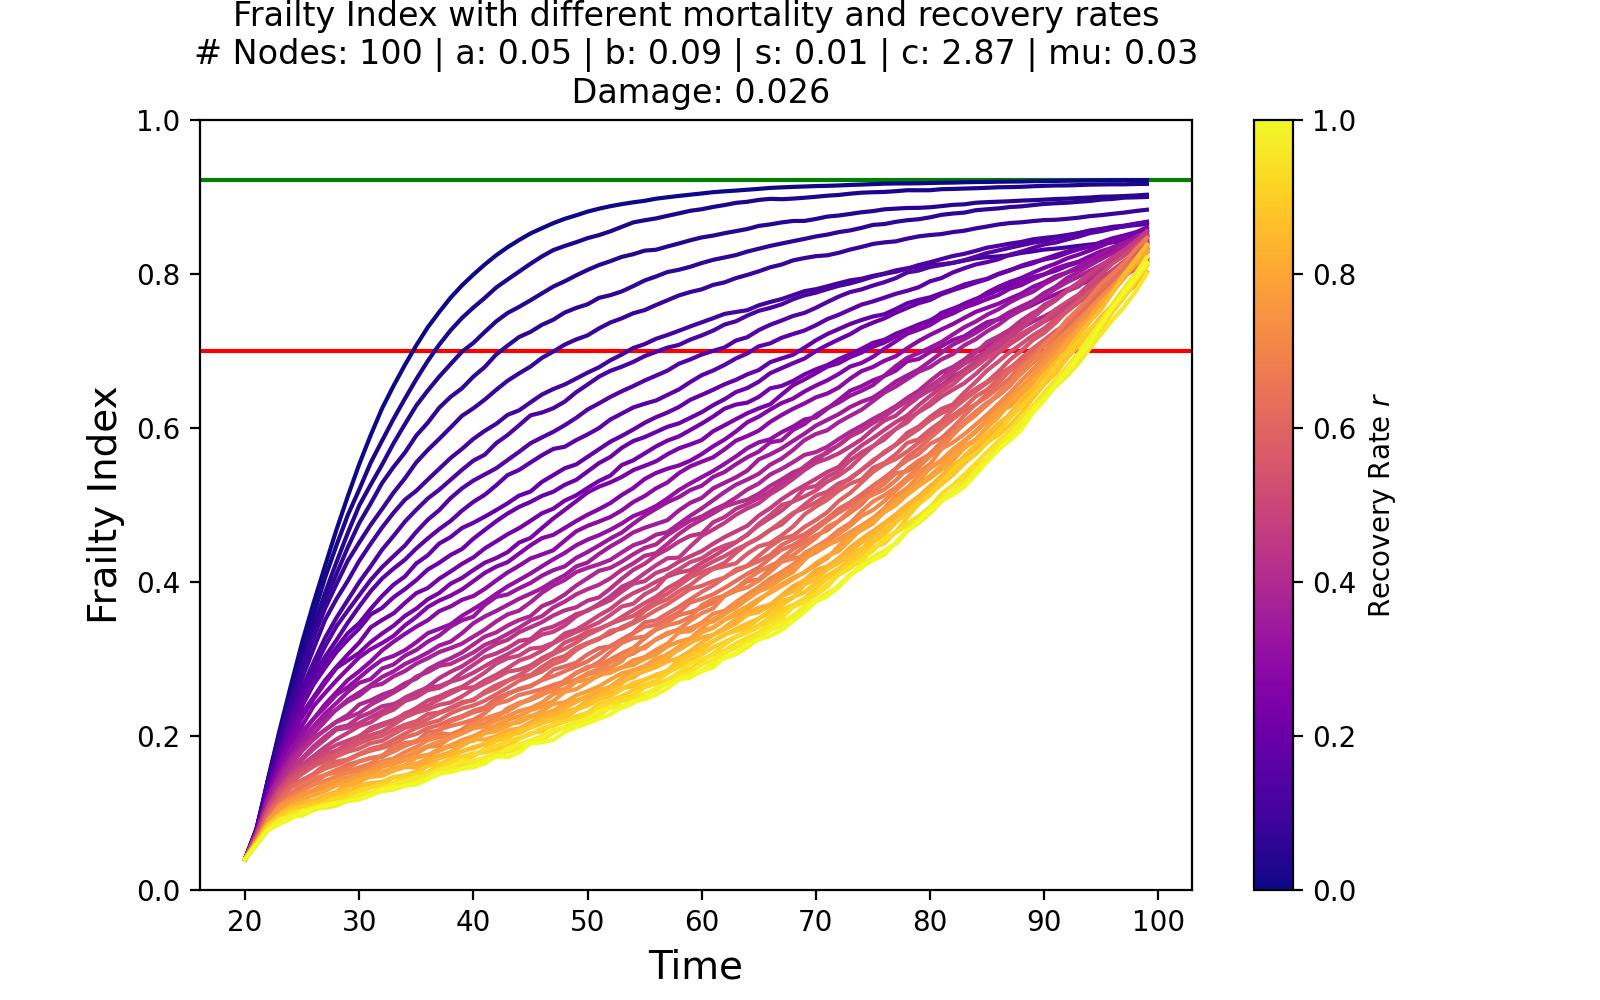 Frailty Index with different mortality and recovery rates
# Nodes: 100 | a: 0.05 | b: 0.09 | s: 0.01 | c: 2.87 | mu: 0.03
Damage: 0.026
1.0
0.8
0.6
0.4
0.2
0.0
Frailty Index
20 30 40 50 60 70 80 90 100
Time
1.0
0.8
0.6
0.4
0.2
0.0
Recovery Rate r